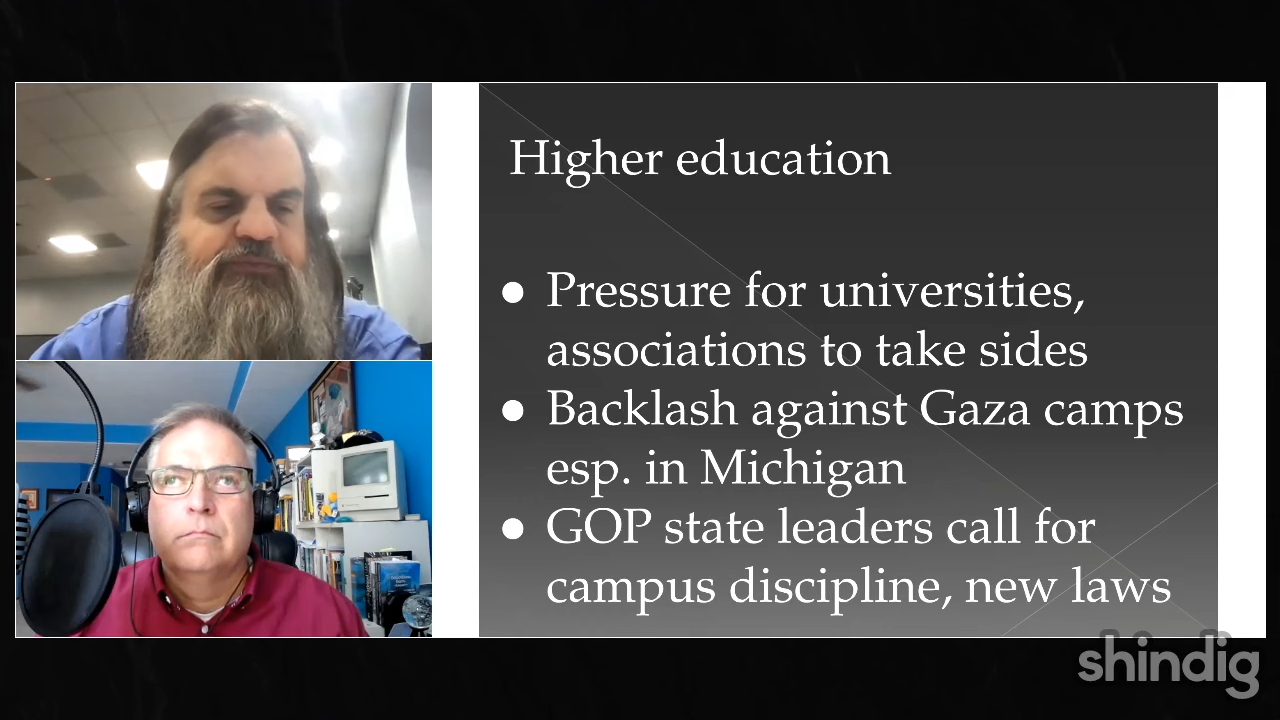 Higher education
● Pressure for universities,
associations to take sides
● Backlash against Gaza camps
esp. in Michigan
● GOP state leaders call for
campus discipline, new laws
shindig